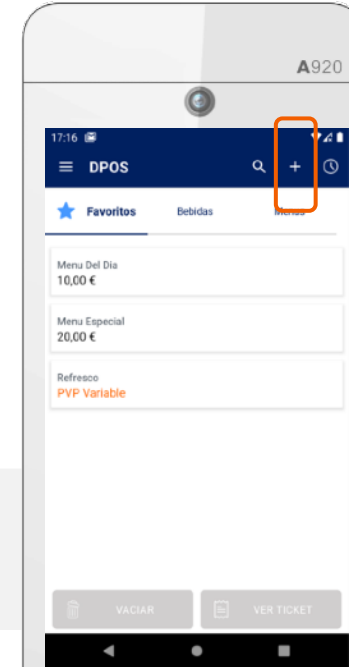 A920
17:16
DPOS
Favoritos Bebidas Menus
Menu Del Dia
10,00 €
Menu Especial
20,00 €
Refresco
PVP Variable
VACIAR VER TICKET